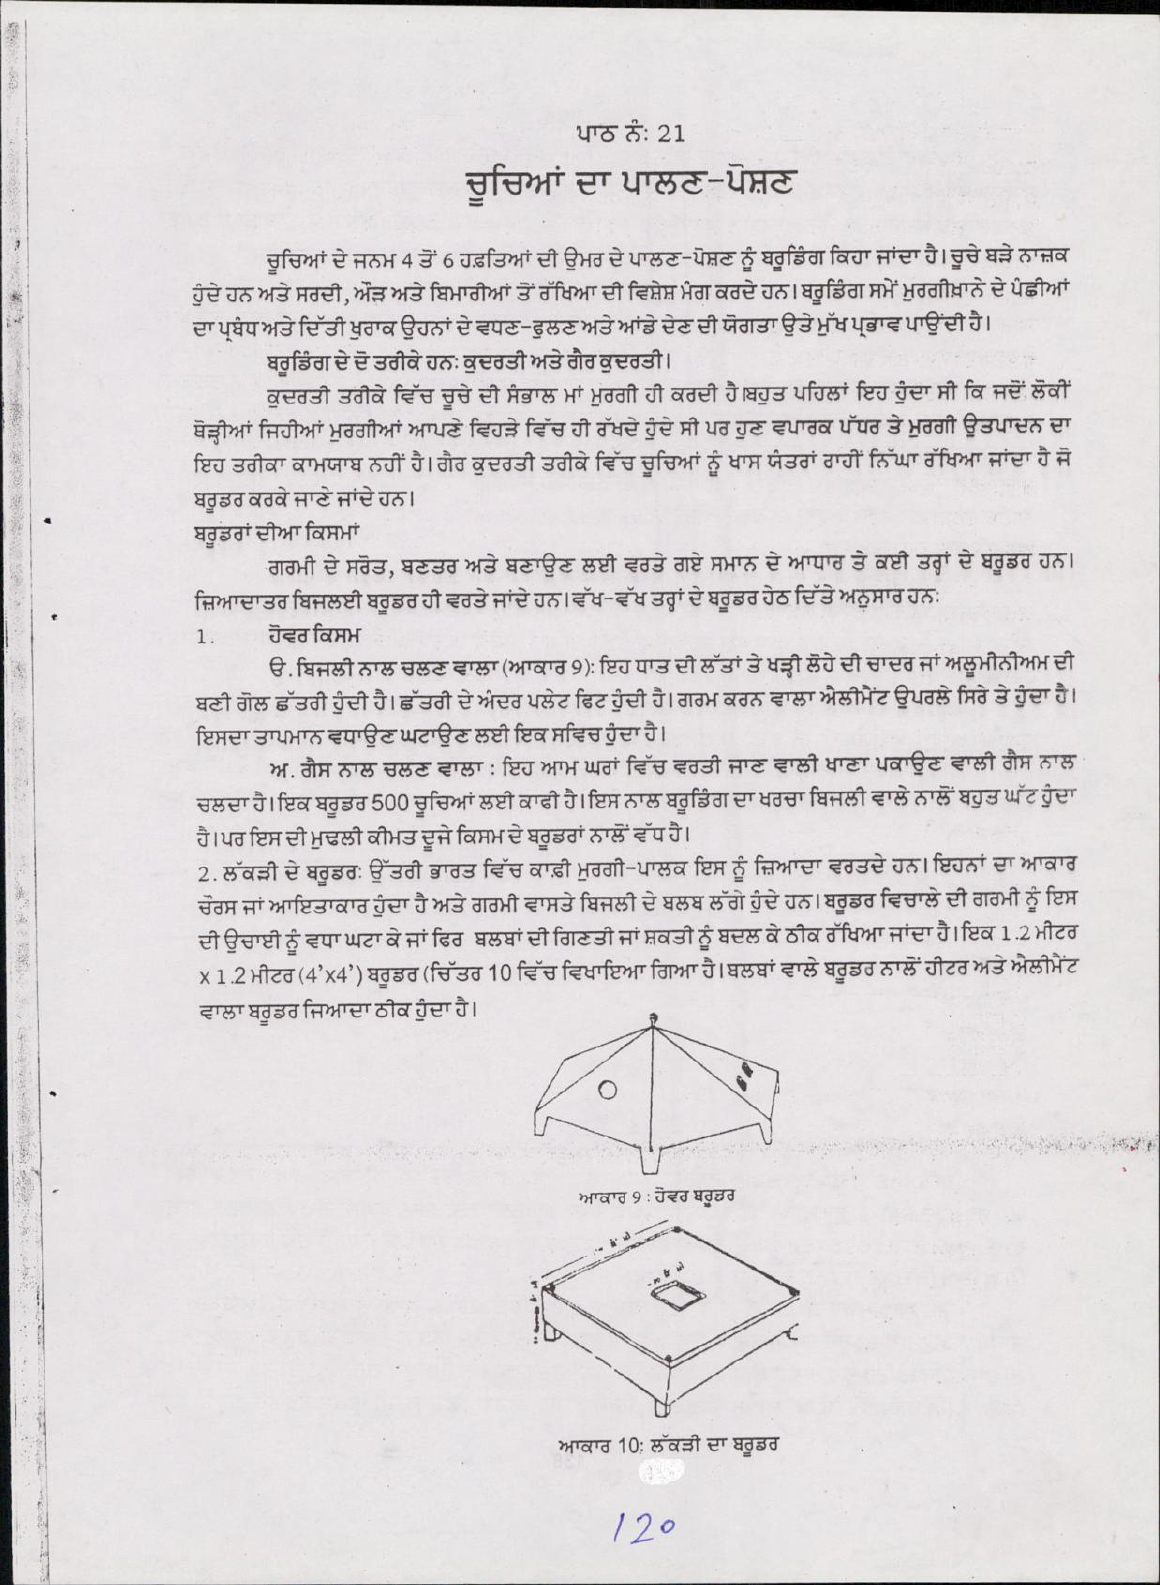 ਪਾਠ ਨੰ: 21
ਚੂਚਿਆਂ ਦਾ ਪਾਲਣ-ਪੋਸ਼ਣ
ਚੂਚਿਆਂ ਦੇ ਜਨਮ 4 ਤੋਂ 6 ਹਫ਼ਤਿਆਂ ਦੀ ਉਮਰ ਦੇ ਪਾਲਣ-ਪੋਸ਼ਣ ਨੂੰ ਬਰੂਡਿੰਗ ਕਿਹਾ ਜਾਂਦਾ ਹੈ। ਚੂਚੇ ਬੜੇ ਨਾਜ਼ਕ
ਹੁੰਦੇ ਹਨ ਅਤੇ ਸਰਦੀ, ਔੜ ਅਤੇ ਬਿਮਾਰੀਆਂ ਤੋਂ ਰੱਖਿਆ ਦੀ ਵਿਸ਼ੇਸ਼ ਮੰਗ ਕਰਦੇ ਹਨ। ਬਰੂਡਿੰਗ ਸਮੇਂ ਮੁਰਗੀਖ਼ਾਨੇ ਦੇ ਪੰਛੀਆਂ
ਦਾ ਪ੍ਰਬੰਧ ਅਤੇ ਦਿੱਤੀ ਖੁਰਾਕ ਉਹਨਾਂ ਦੇ ਵਧਣ-ਫੁਲਣ ਅਤੇ ਆਂਡੇ ਦੇਣ ਦੀ ਯੋਗਤਾ ਉਤੇ ਮੁੱਖ ਪ੍ਰਭਾਵ ਪਾਉਂਦੀ ਹੈ।
ਬਰੂਡਿੰਗ ਦੇ ਦੋ ਤਰੀਕੇ ਹਨ: ਕੁਦਰਤੀ ਅਤੇ ਗੈਰ ਕੁਦਰਤੀ।
ਕੁਦਰਤੀ ਤਰੀਕੇ ਵਿੱਚ ਚੂਚੇ ਦੀ ਸੰਭਾਲ ਮਾਂ ਮੁਰਗੀ ਹੀ ਕਰਦੀ ਹੈ।ਬਹੁਤ ਪਹਿਲਾਂ ਇਹ ਹੁੰਦਾ ਸੀ ਕਿ ਜਦੋਂ ਲੋਕੀਂ
ਥੋੜ੍ਹੀਆਂ ਜਿਹੀਆਂ ਮੁਰਗੀਆਂ ਆਪਣੇ ਵਿਹੜੇ ਵਿੱਚ ਹੀ ਰੱਖਦੇ ਹੁੰਦੇ ਸੀ ਪਰ ਹੁਣ ਵਪਾਰਕ ਪੱਧਰ ਤੇ ਮੁਰਗੀ ਉਤਪਾਦਨ ਦਾ
ਇਹ ਤਰੀਕਾ ਕਾਮਯਾਬ ਨਹੀਂ ਹੈ। ਗੈਰ ਕੁਦਰਤੀ ਤਰੀਕੇ ਵਿੱਚ ਚੂਚਿਆਂ ਨੂੰ ਖਾਸ ਯੰਤਰਾਂ ਰਾਹੀਂ ਨਿੱਘਾ ਰੱਖਿਆ ਜਾਂਦਾ ਹੈ ਜੋ
ਬਰੂਡਰ ਕਰਕੇ ਜਾਣੇ ਜਾਂਦੇ ਹਨ।
ਬਰੂਡਰਾਂ ਦੀਆ ਕਿਸਮਾਂ
ਗਰਮੀ ਦੇ ਸਰੋਤ, ਬਣਤਰ ਅਤੇ ਬਣਾਉਣ ਲਈ ਵਰਤੇ ਗਏ ਸਮਾਨ ਦੇ ਆਧਾਰ ਤੇ ਕਈ ਤਰ੍ਹਾਂ ਦੇ ਬਰੂਡਰ ਹਨ।
ਜ਼ਿਆਦਾਤਰ ਬਿਜਲਈ ਬਰੂਡਰ ਹੀ ਵਰਤੇ ਜਾਂਦੇ ਹਨ। ਵੱਖ-ਵੱਖ ਤਰ੍ਹਾਂ ਦੇ ਬਰੂਡਰ ਹੇਠ ਦਿੱਤੇ ਅਨੁਸਾਰ ਹਨ:
1. ਹੋਵਰ ਕਿਸਮ
ੳ. ਬਿਜਲੀ ਨਾਲ ਚਲਣ ਵਾਲਾ (ਆਕਾਰ 9): ਇਹ ਧਾਤ ਦੀ ਲੱਤਾਂ ਤੇ ਖੜ੍ਹੀ ਲੋਹੇ ਦੀ ਚਾਦਰ ਜਾਂ ਅਲੂਮੀਨੀਅਮ ਦੀ
ਬਣੀ ਗੋਲ ਛੱਤਰੀ ਹੁੰਦੀ ਹੈ। ਛੱਤਰੀ ਦੇ ਅੰਦਰ ਪਲੇਟ ਫਿਟ ਹੁੰਦੀ ਹੈ। ਗਰਮ ਕਰਨ ਵਾਲਾ ਐਲੀਮੈਂਟ ਉਪਰਲੇ ਸਿਰੇ ਤੇ ਹੁੰਦਾ ਹੈ।
ਇਸਦਾ ਤਾਪਮਾਨ ਵਧਾਉਣ ਘਟਾਉਣ ਲਈ ਇਕ ਸਵਿਚ ਹੁੰਦਾ ਹੈ।
ਅ. ਗੈਸ ਨਾਲ ਚਲਣ ਵਾਲਾ : ਇਹ ਆਮ ਘਰਾਂ ਵਿੱਚ ਵਰਤੀ ਜਾਣ ਵਾਲੀ ਖਾਣਾ ਪਕਾਉਣ ਵਾਲੀ ਗੈਸ ਨਾਲ
ਚਲਦਾ ਹੈ। ਇਕ ਬਰੂਡਰ 500 ਚੂਚਿਆਂ ਲਈ ਕਾਫੀ ਹੈ। ਇਸ ਨਾਲ ਬਰੂਡਿੰਗ ਦਾ ਖਰਚਾ ਬਿਜਲੀ ਵਾਲੇ ਨਾਲੋਂ ਬਹੁਤ ਘੱਟ ਹੁੰਦਾ
ਹੈ। ਪਰ ਇਸ ਦੀ ਮੁਢਲੀ ਕੀਮਤ ਦੂਜੇ ਕਿਸਮ ਦੇ ਬਰੂਡਰਾਂ ਨਾਲੋਂ ਵੱਧ ਹੈ।
2. ਲੱਕੜੀ ਦੇ ਬਰੂਡਰ: ਉੱਤਰੀ ਭਾਰਤ ਵਿੱਚ ਕਾਫ਼ੀ ਮੁਰਗੀ-ਪਾਲਕ ਇਸ ਨੂੰ ਜ਼ਿਆਦਾ ਵਰਤਦੇ ਹਨ। ਇਹਨਾਂ ਦਾ ਆਕਾਰ
ਚੌਰਸ ਜਾਂ ਆਇਤਾਕਾਰ ਹੁੰਦਾ ਹੈ ਅਤੇ ਗਰਮੀ ਵਾਸਤੇ ਬਿਜਲੀ ਦੇ ਬਲਬ ਲੱਗੇ ਹੁੰਦੇ ਹਨ। ਬਰੂਡਰ ਵਿਚਾਲੇ ਦੀ ਗਰਮੀ ਨੂੰ ਇਸ
ਦੀ ਉਚਾਈ ਨੂੰ ਵਧਾ ਘਟਾ ਕੇ ਜਾਂ ਫਿਰ ਬਲਬਾਂ ਦੀ ਗਿਣਤੀ ਜਾਂ ਸ਼ਕਤੀ ਨੂੰ ਬਦਲ ਕੇ ਠੀਕ ਰੱਖਿਆ ਜਾਂਦਾ ਹੈ। ਇਕ 1.2 ਮੀਟਰ
x 1.2 ਮੀਟਰ (4’x4’) ਬਰੂਡਰ (ਚਿੱਤਰ 10 ਵਿੱਚ ਵਿਖਾਇਆ ਗਿਆ ਹੈ। ਬਲਬਾਂ ਵਾਲੇ ਬਰੂਡਰ ਨਾਲੋਂ ਹੀਟਰ ਅਤੇ ਐਲੀਮੈਂਟ
ਵਾਲਾ ਬਰੂਡਰ ਜਿਆਦਾ ਠੀਕ ਹੁੰਦਾ ਹੈ।
ਆਕਾਰ 9 : ਹੋਵਰ ਬਰੂਡਰ
ਆਕਾਰ 10: ਲੱਕੜੀ ਦਾ ਬਰੂਡਰ
120